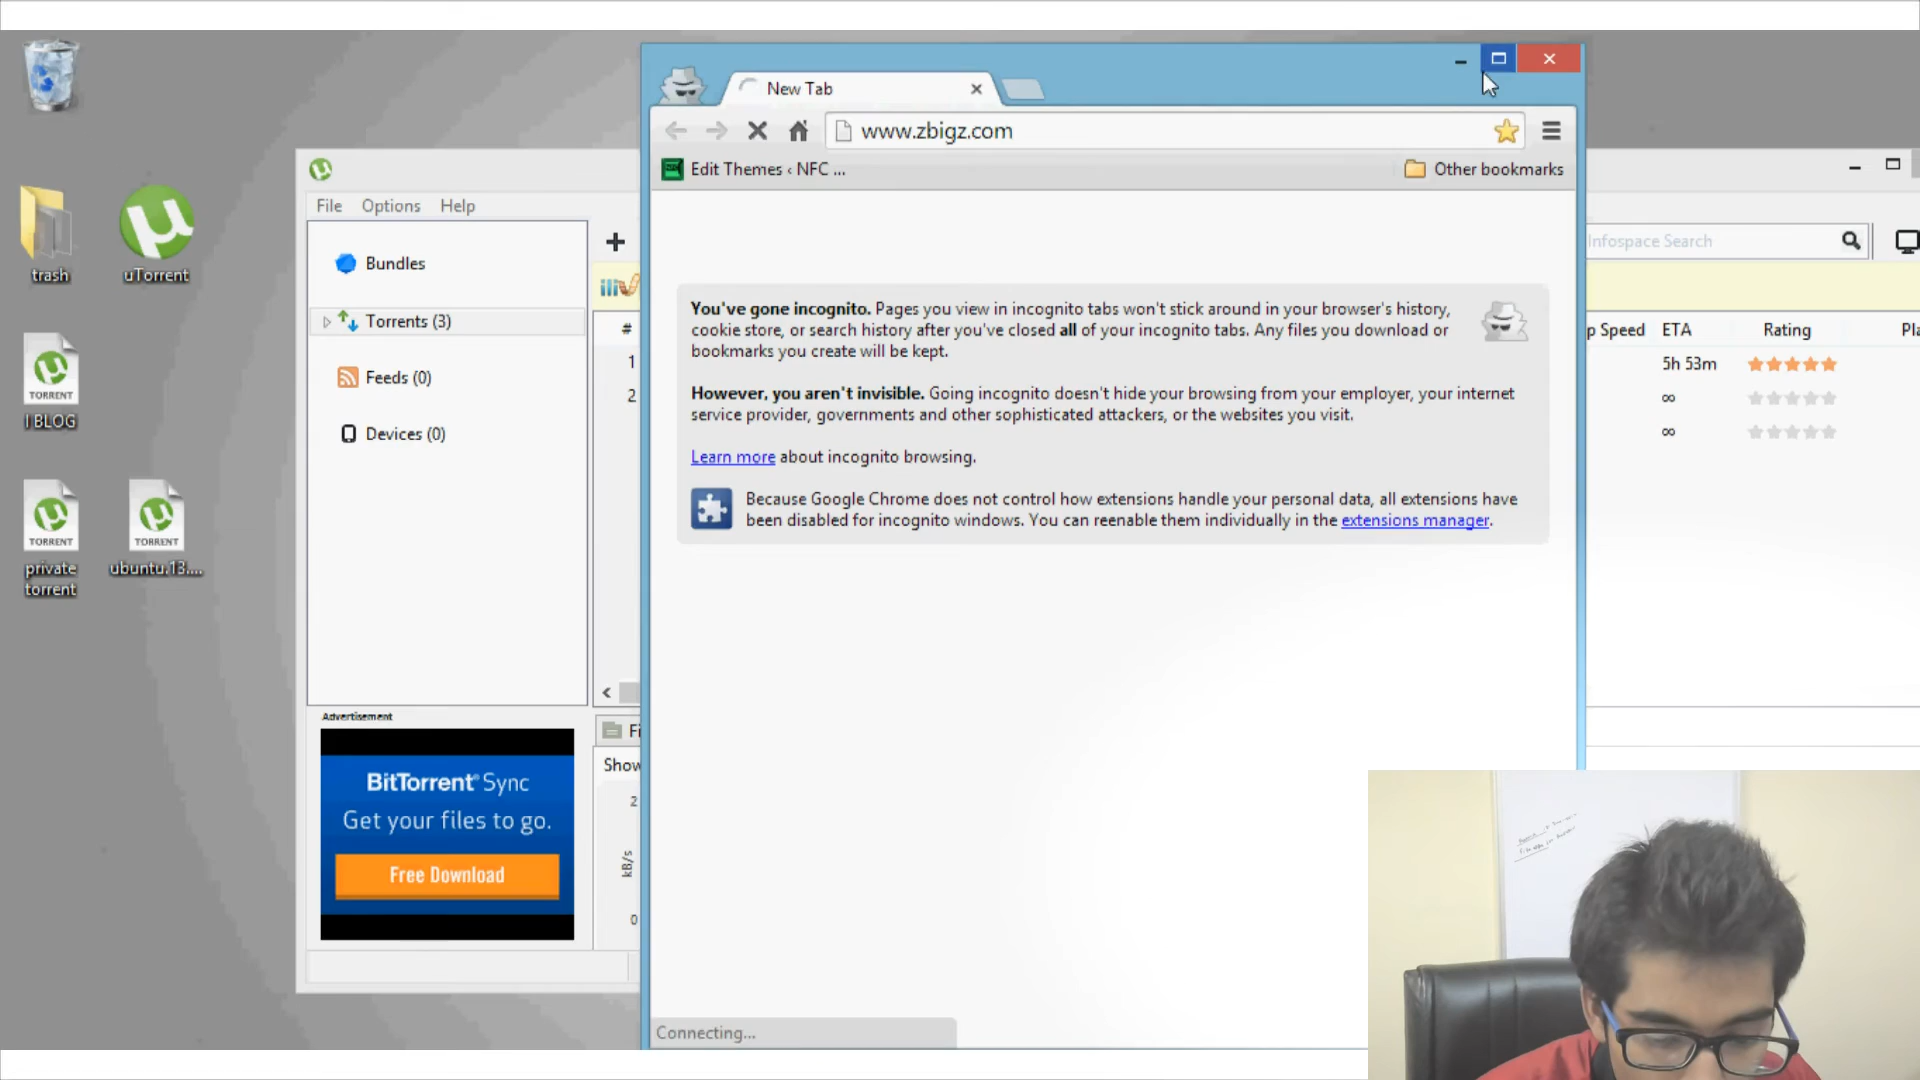 New Tab
www.zbigz.com
Edit Themes ‹ NFC ...
Other bookmarks
You've gone incognito. Pages you view in incognito tabs won't stick around in your browser's history,
cookie store, or search history after you've closed all of your incognito tabs. Any files you download or
bookmarks you create will be kept.
However, you aren't invisible. Going incognito doesn't hide your browsing from your employer, your internet
service provider, governments and other sophisticated attackers, or the websites you visit.
Learn more about incognito browsing.
Because Google Chrome does not control how extensions handle your personal data, all extensions have
been disabled for incognito windows. You can reenable them individually in the extensions manager.
Connecting...
trash
uTorrent
TORRENT
I BLOG
TORRENT
private
torrent
TORRENT
ubuntu.13....
File Options Help
Bundles
Torrents (3)
Feeds (0)
Devices (0)
Advertisement
BitTorrent Sync
Get your files to go.
Free Download
#
1
2
Show
2
kB/s
0
Infospace Search
p Speed ETA Rating
5h 53m
∞
∞